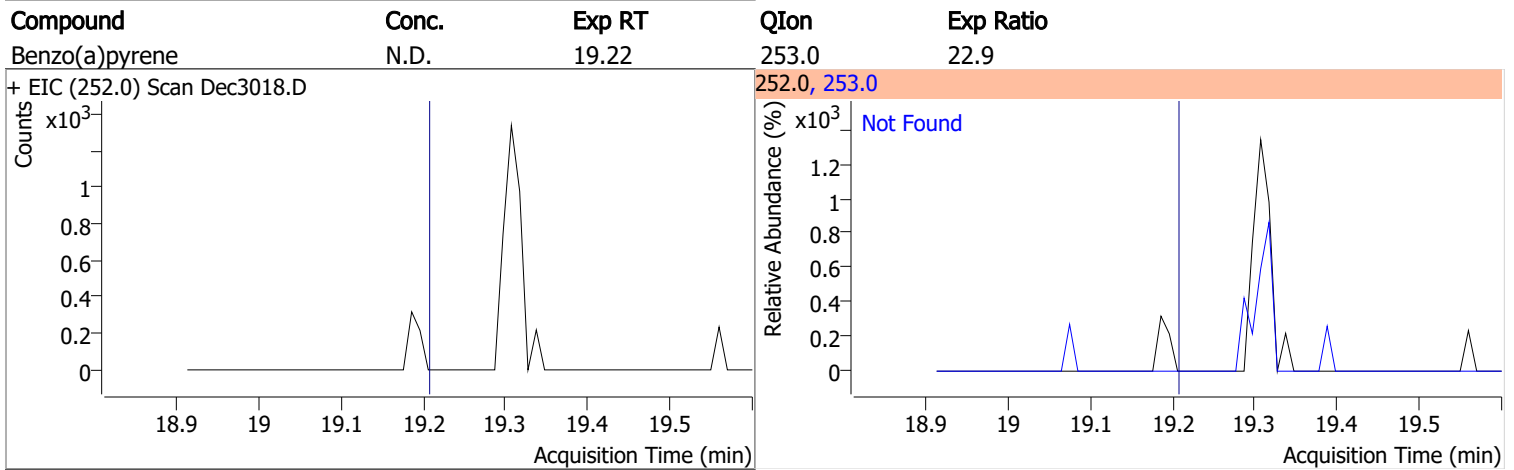 Compound Conc. Exp RT QIon Exp Ratio
Benzo(a)pyrene N.D. 19.22 253.0 22.9
+ EIC (252.0) Scan Dec3018.D
Counts
x10³
1
0.8
0.6
0.4
0.2
0
18.9 19 19.1 19.2 19.3 19.4 19.5
Acquisition Time (min)
252.0, 253.0
Relative Abundance (%)
x10³
Not Found
1.2
1
0.8
0.6
0.4
0.2
0
18.9 19 19.1 19.2 19.3 19.4 19.5
Acquisition Time (min)